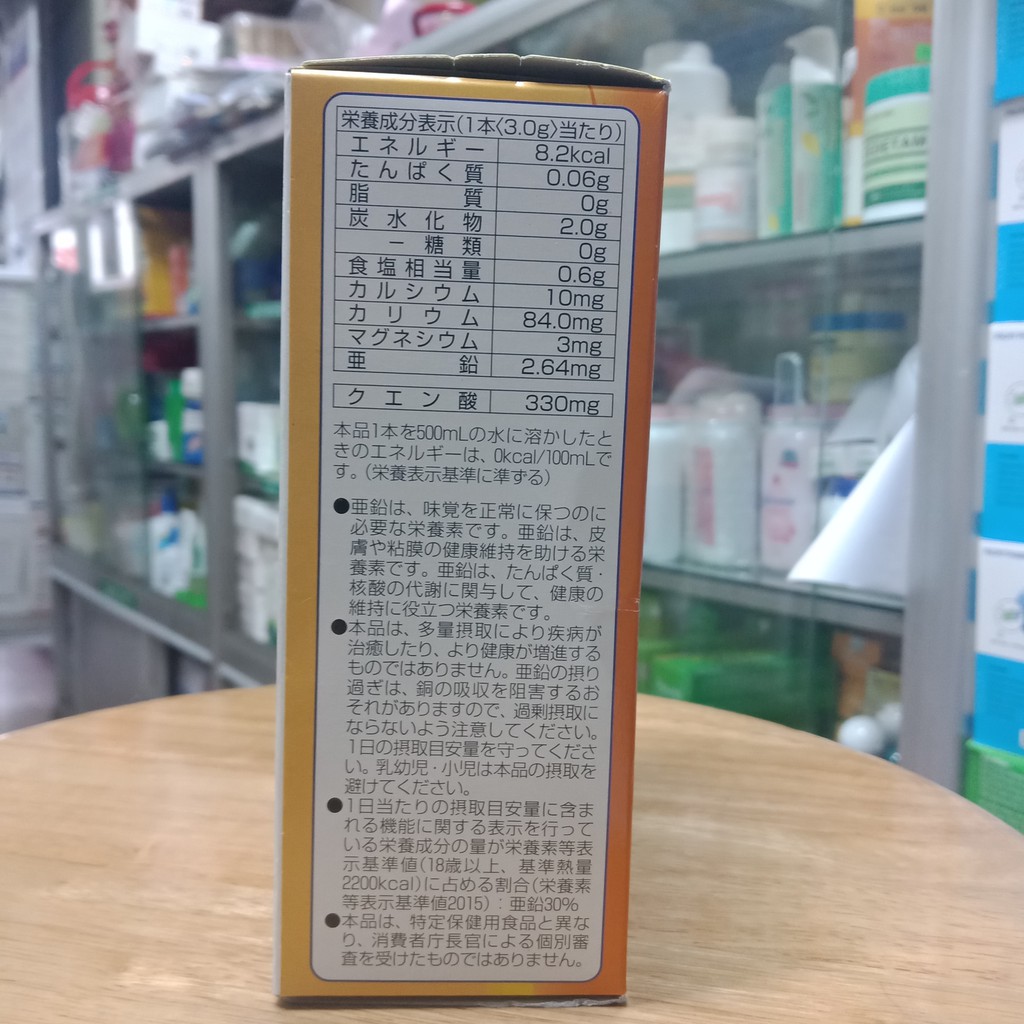 栄養成分表示(1本〈3.0g〉当たり)
エネルギー 8.2kcal
たんぱく質 0.06g
脂質 0g
炭水化物 2.0g
－糖類 0g
食塩相当量 0.6g
カルシウム 10mg
カリウム 84.0mg
マグネシウム 3mg
亜鉛 2.64mg
クエン酸 330mg
本品1本を500mLの水に溶かしたと
きのエネルギーは、0kcal/100mLで
す。(栄養表示基準に準ずる)
●亜鉛は、味覚を正常に保つのに
必要な栄養素です。亜鉛は、皮
膚や粘膜の健康維持を助ける栄
養素です。亜鉛は、たんぱく質・
核酸の代謝に関与して、健康の
維持に役立つ栄養素です。
●本品は、多量摂取により疾病が
治癒したり、より健康が増進する
ものではありません。亜鉛の摂り
過ぎは、銅の吸収を阻害するお
それがありますので、過剰摂取に
ならないよう注意してください。
1日の摂取目安量を守ってくださ
い。乳幼児・小児は本品の摂取を
避けてください。
●1日当たりの摂取目安量に含ま
れる機能に関する表示を行って
いる栄養成分の量が栄養素等表
示基準値(18歳以上、基準熱量
2200kcal)に占める割合(栄養素
等表示基準値2015)：亜鉛30%
●本品は、特定保健用食品と異な
り、消費者庁長官による個別審
査を受けたものではありません。